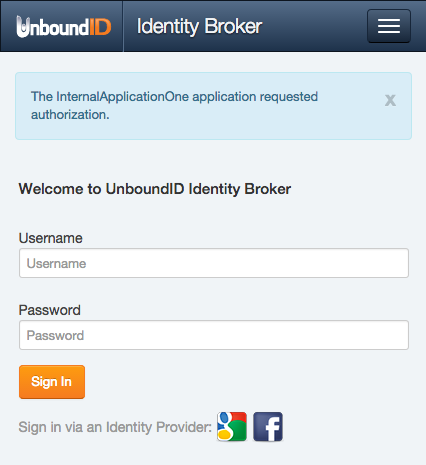 UnboundID Identity Broker
The InternalApplicationOne application requested
authorization.
x
Welcome to UnboundID Identity Broker
Username
Username
Password
Password
Sign In
Sign in via an Identity Provider: